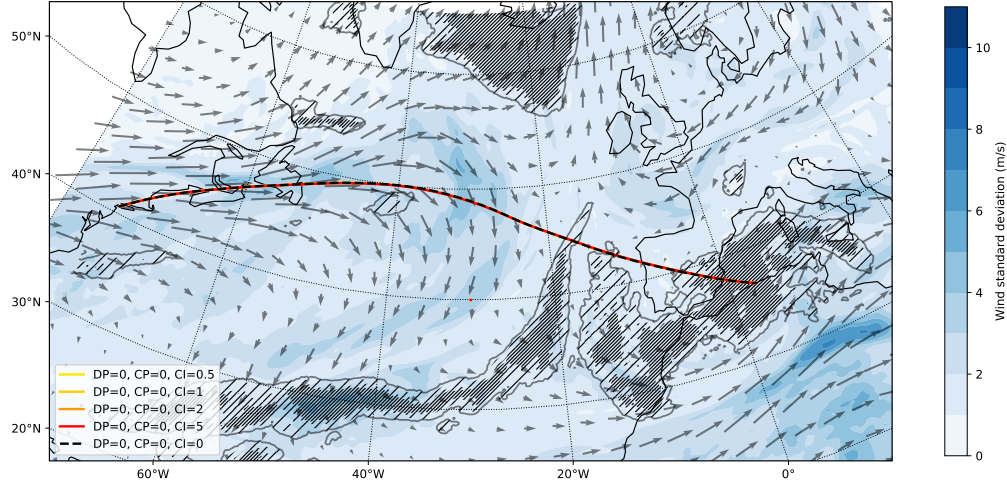 50°N
40°N
30°N
20°N
60°W
40°W
20°W
0°
DP=0, CP=0, CI=0.5
DP=0, CP=0, CI=1
DP=0, CP=0, CI=2
DP=0, CP=0, CI=5
DP=0, CP=0, CI=0
10
8
6
4
2
0
Wind standard deviation (m/s)